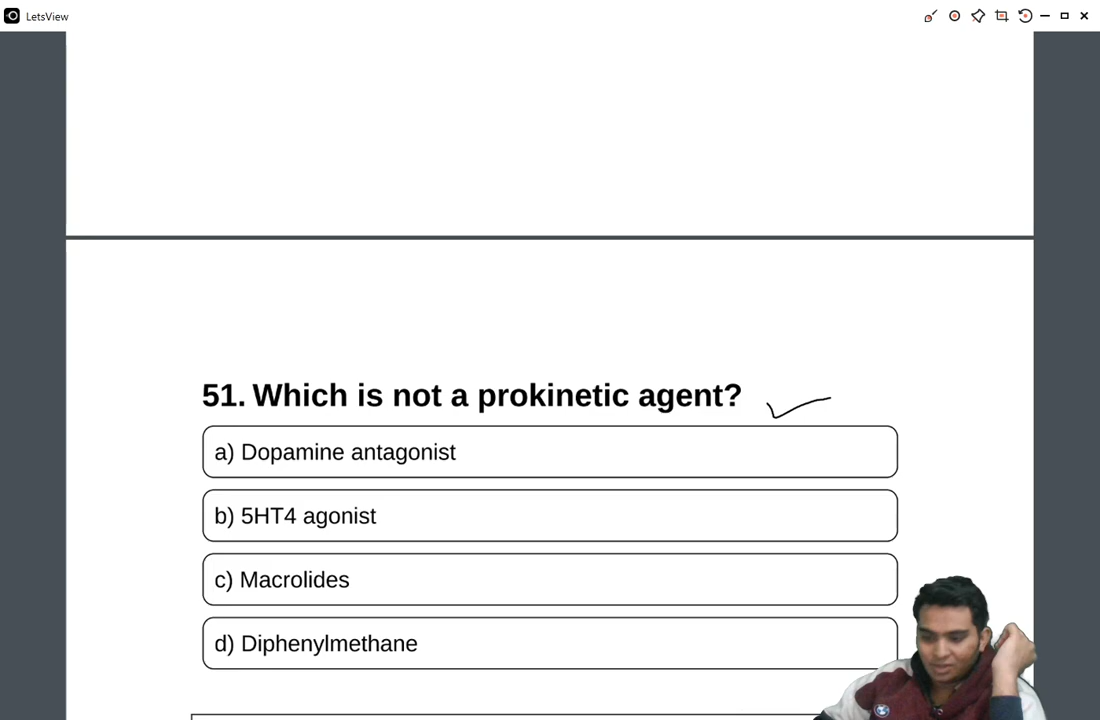 LetsView
51. Which is not a prokinetic agent?
a) Dopamine antagonist
b) 5HT4 agonist
c) Macrolides
d) Diphenylmethane